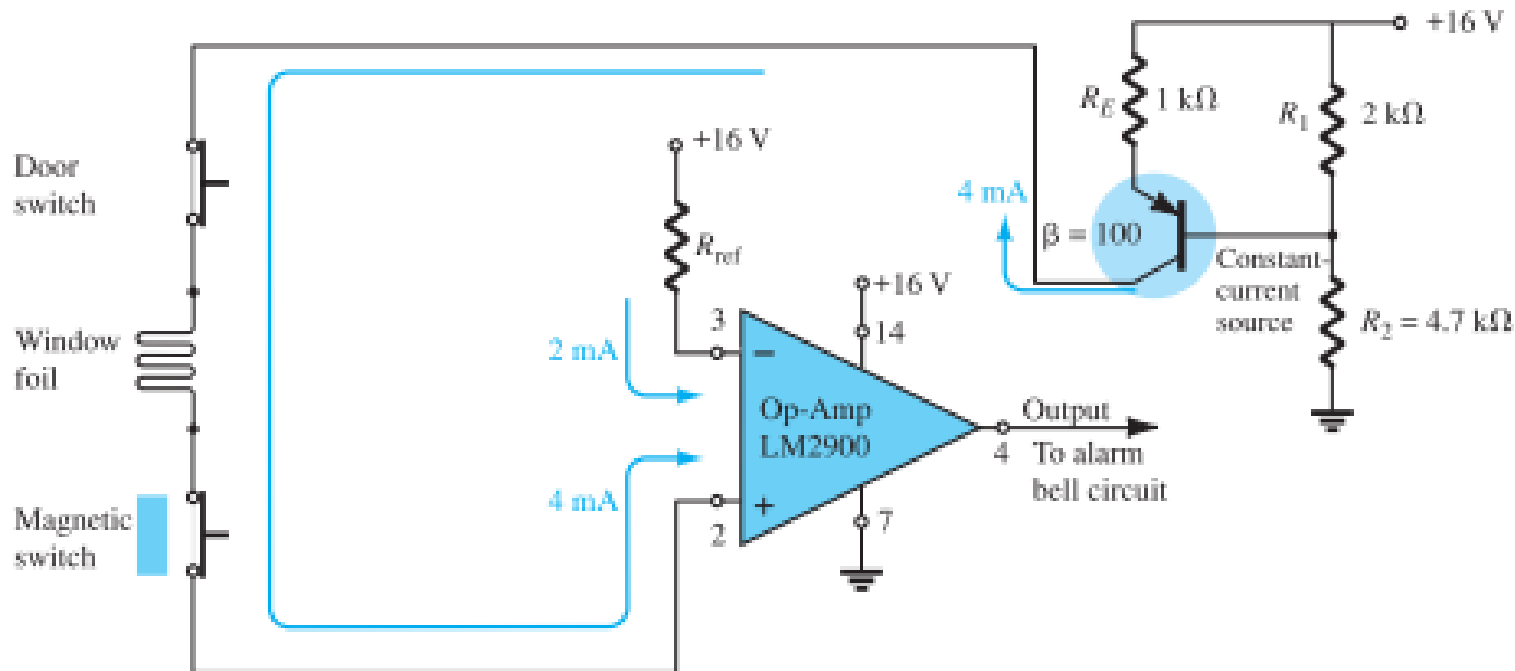 +16 V
R_E 1 kΩ
R_1 2 kΩ
Door
switch
+16 V
R_ref
4 mA
β = 100
Constant-
current
source
+16 V
14
R_2 = 4.7 kΩ
Window
foil
2 mA
3
−
Op-Amp
LM2900
Output
4
To alarm
bell circuit
4 mA
+
2
7
Magnetic
switch